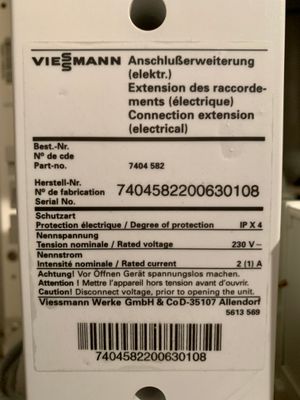 VIESMANN Anschlußerweiterung
(elektr.)
Extension des raccorde-
ments (électrique)
Connection extension
(electrical)
Best.-Nr.
N° de cde
Part-no. 7404 582
Herstell-Nr.
N° de fabrication 7404582200630108
Serial No.
Schutzart
Protection électrique / Degree of protection IP X 4
Nennspannung
Tension nominale / Rated voltage 230 V~
Nennstrom
Intensité nominale / Rated current 2 (1) A
Achtung! Vor Öffnen Gerät spannungslos machen.
Attention ! Mettre l'appareil hors tension avant de l'ouvrir.
Caution! Disconnect voltage, prior to opening the unit.
Viessmann Werke GmbH & Co D-35107 Allendorf
5613 569
7404582200630108